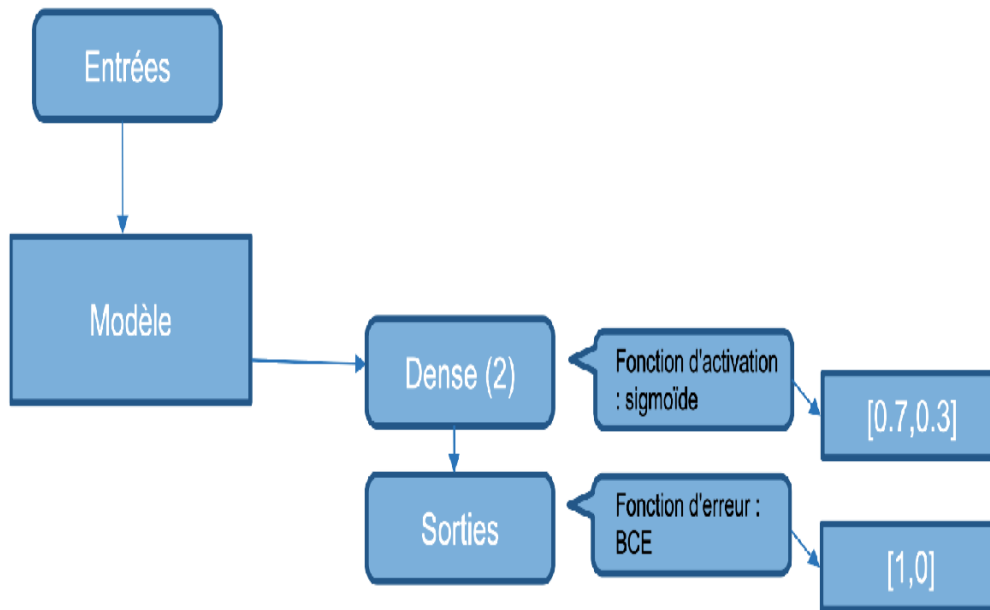 Entrées
Modèle
Dense (2)
Fonction d'activation
: sigmoïde
[0.7,0.3]
Sorties
Fonction d'erreur :
BCE
[1,0]